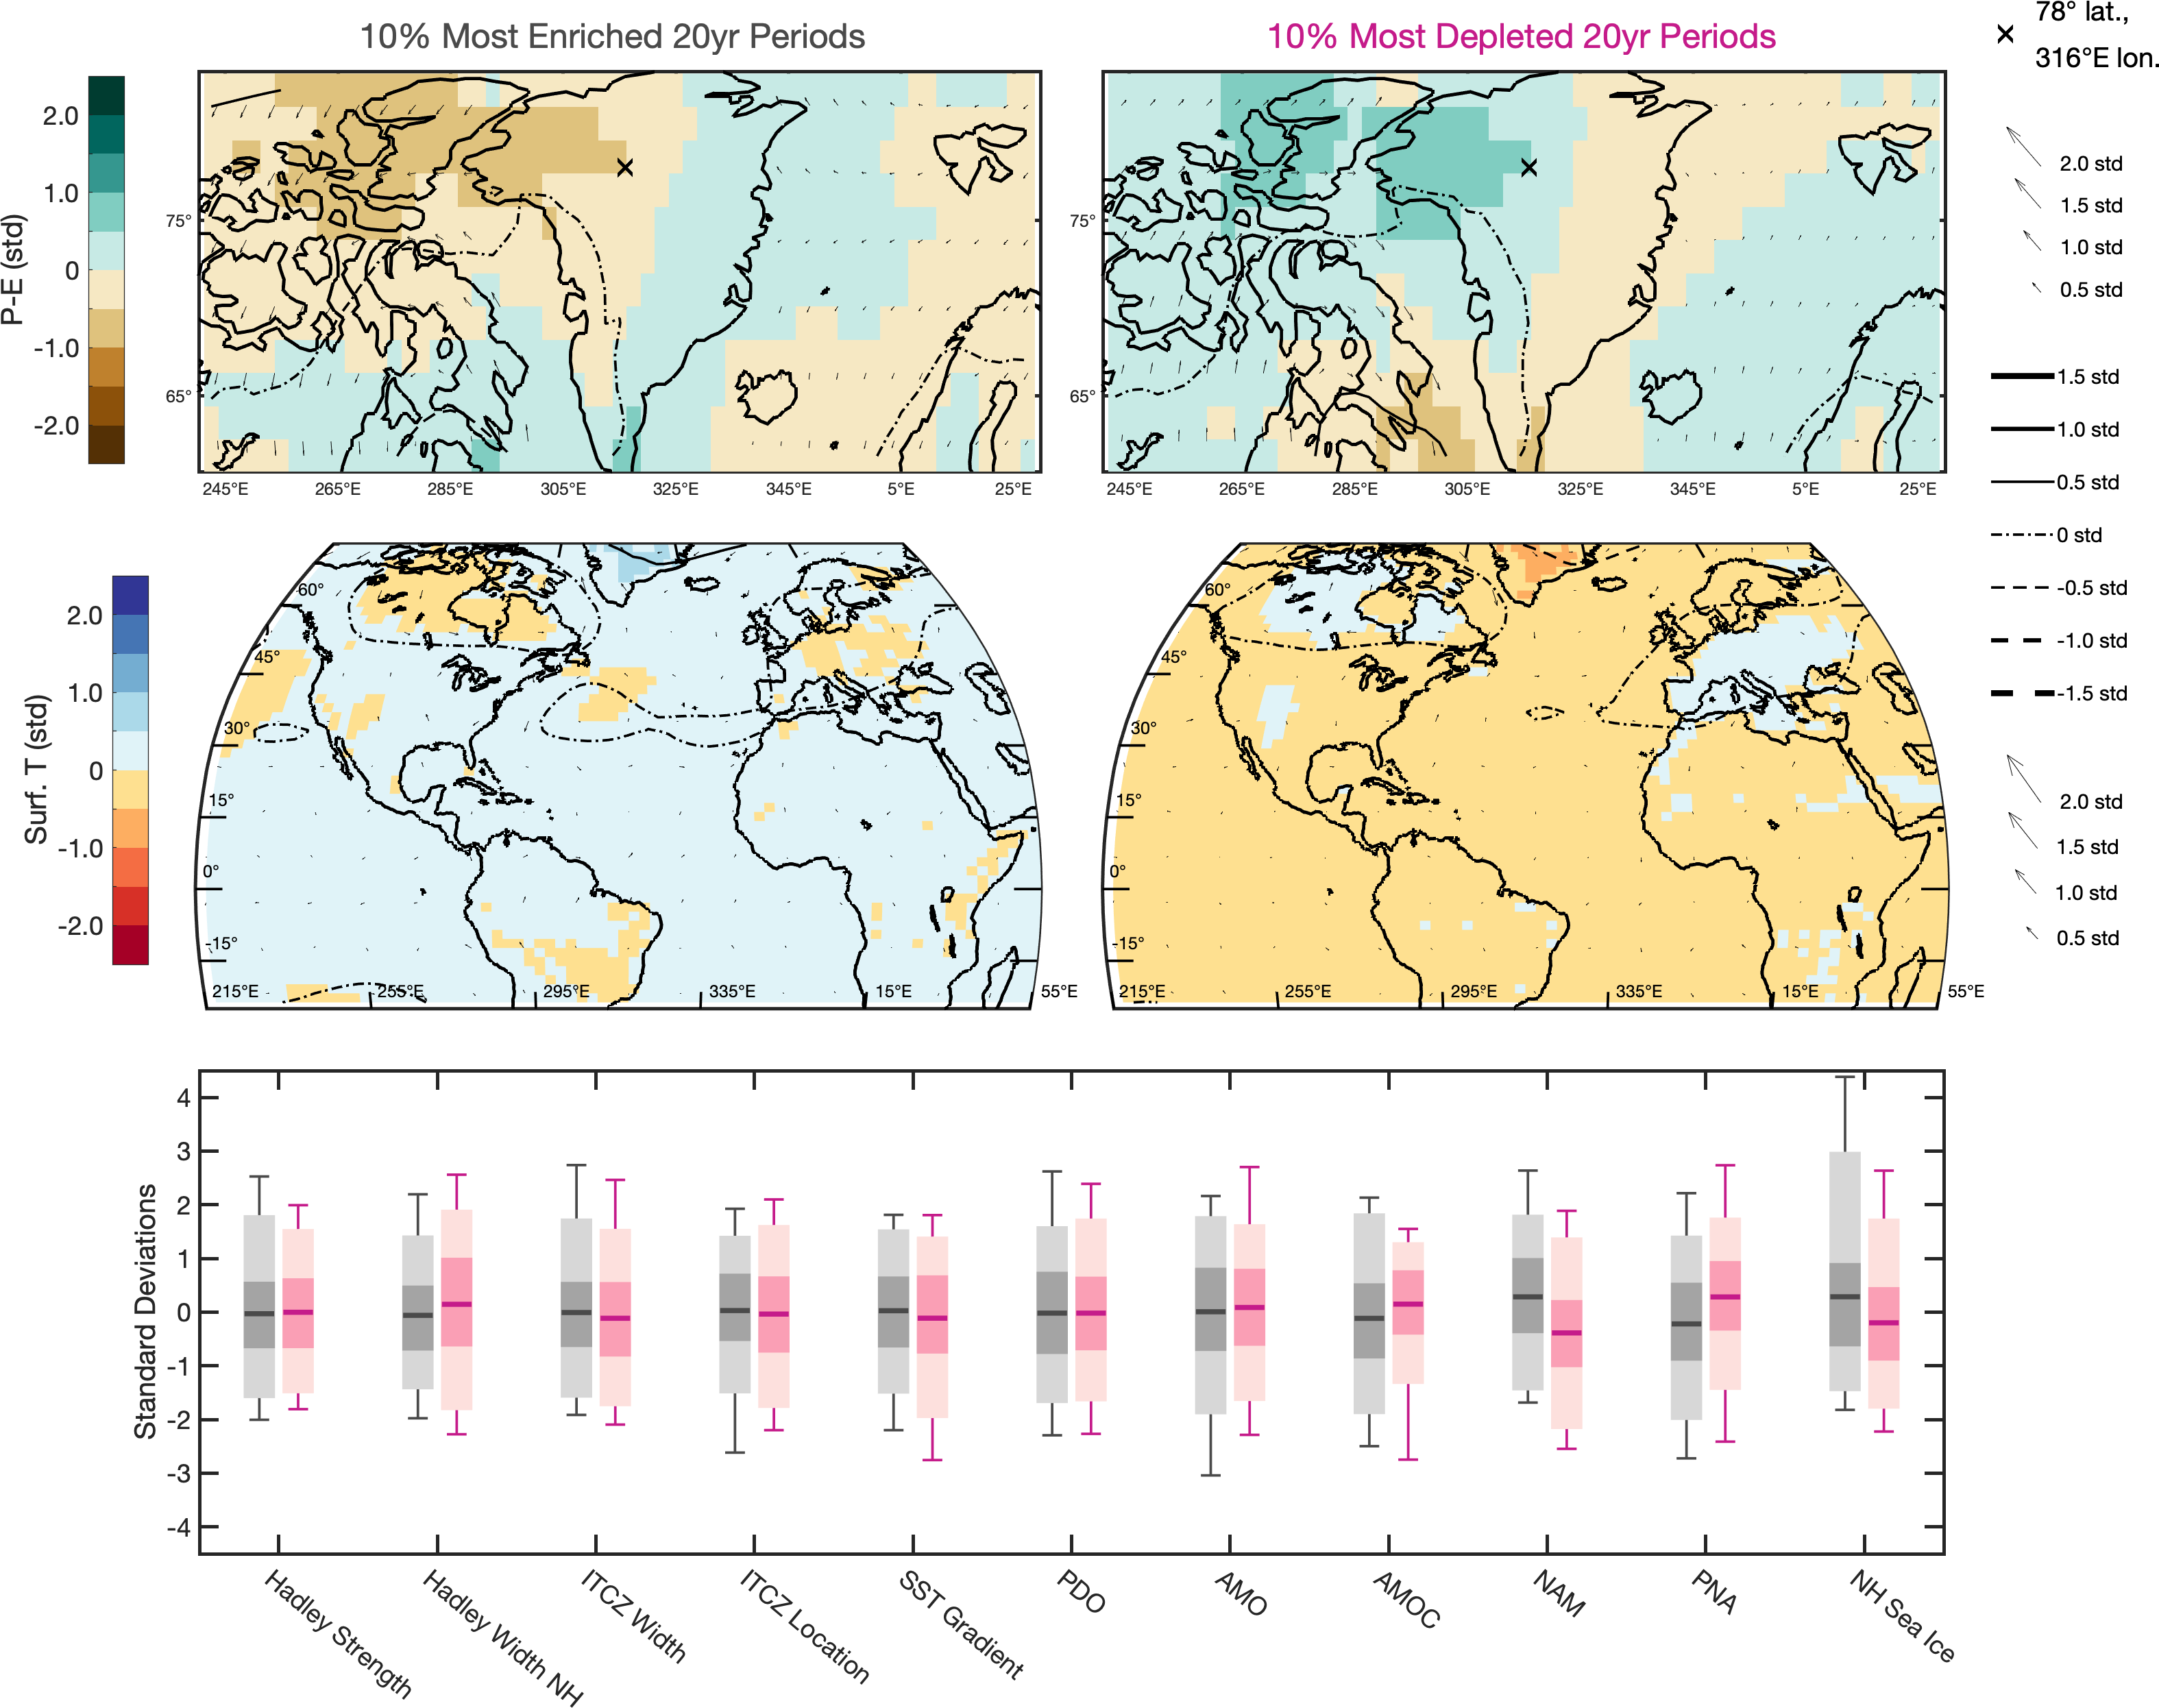 10% Most Enriched 20yr Periods
10% Most Depleted 20yr Periods
78° lat.,
316°E lon.
P-E (std)
2.0
1.0
0
-1.0
-2.0
75°
65°
245°E 265°E 285°E 305°E 325°E 345°E 5°E 25°E
75°
65°
245°E 265°E 285°E 305°E 325°E 345°E 5°E 25°E
2.0 std
1.5 std
1.0 std
0.5 std
1.5 std
1.0 std
0.5 std
0 std
-0.5 std
-1.0 std
-1.5 std
Surf. T (std)
2.0
1.0
0
-1.0
-2.0
60°
45°
30°
15°
0°
-15°
215°E 255°E 295°E 335°E 15°E 55°E
60°
45°
30°
15°
0°
-15°
215°E 255°E 295°E 335°E 15°E 55°E
2.0 std
1.5 std
1.0 std
0.5 std
Standard Deviations
4
3
2
1
0
-1
-2
-3
-4
Hadley Strength
Hadley Width NH
ITCZ Width
ITCZ Location
SST Gradient
PDO
AMO
AMOC
NAM
PNA
NH Sea Ice